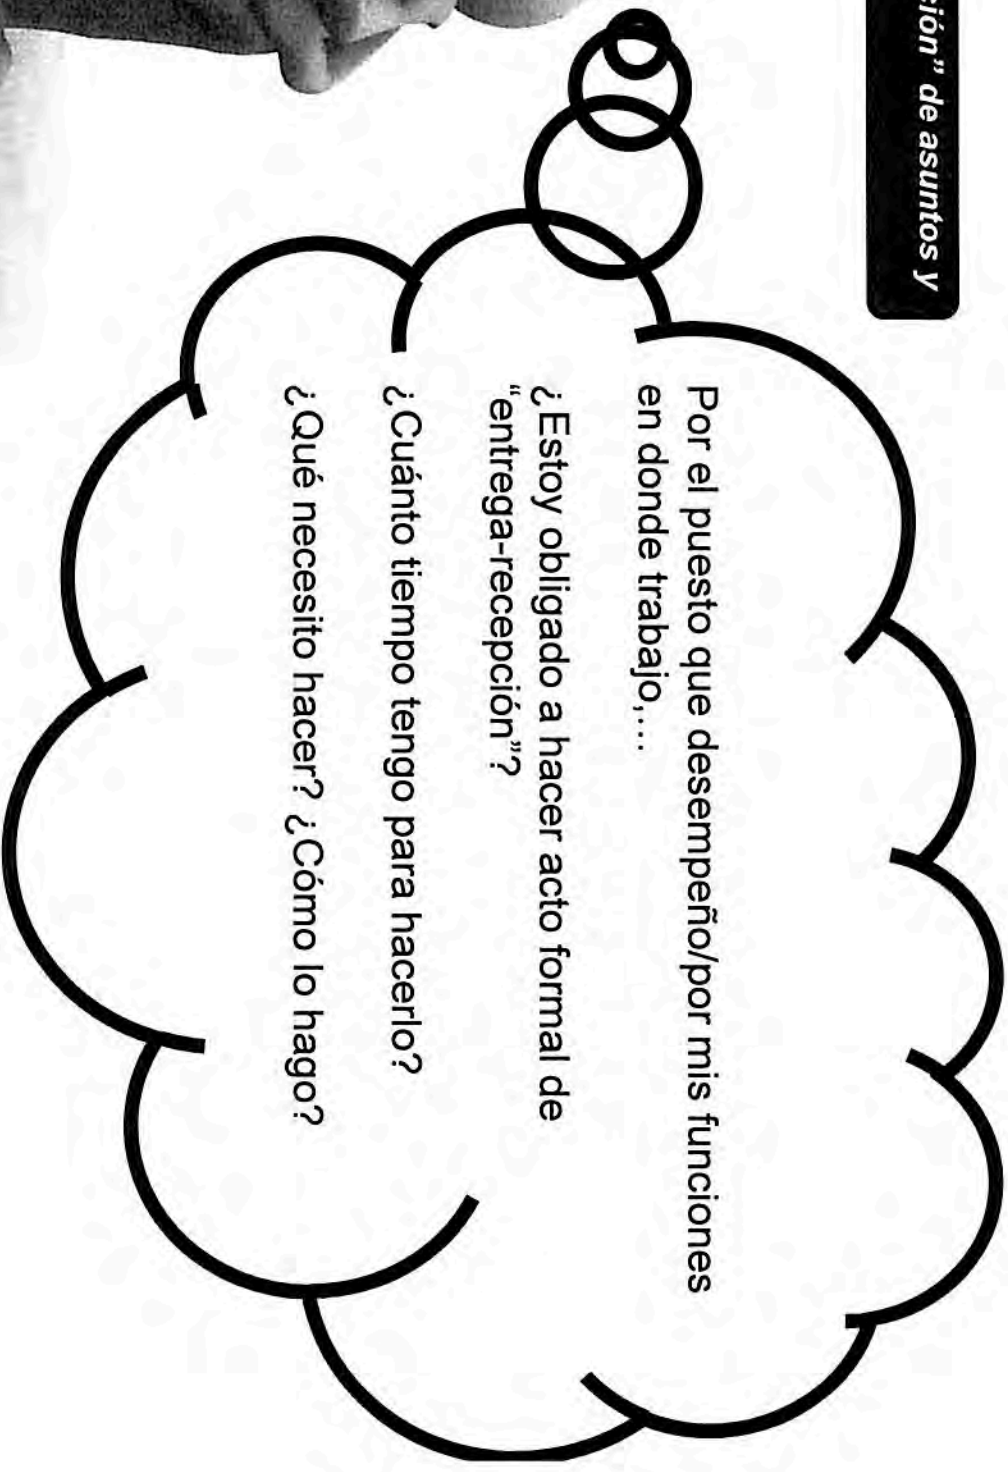 ción” de asuntos y
Por el puesto que desempeño/por mis funciones
en donde trabajo,...
¿Estoy obligado a hacer acto formal de
“entrega-recepción”?
¿Cuánto tiempo tengo para hacerlo?
¿Qué necesito hacer? ¿Cómo lo hago?